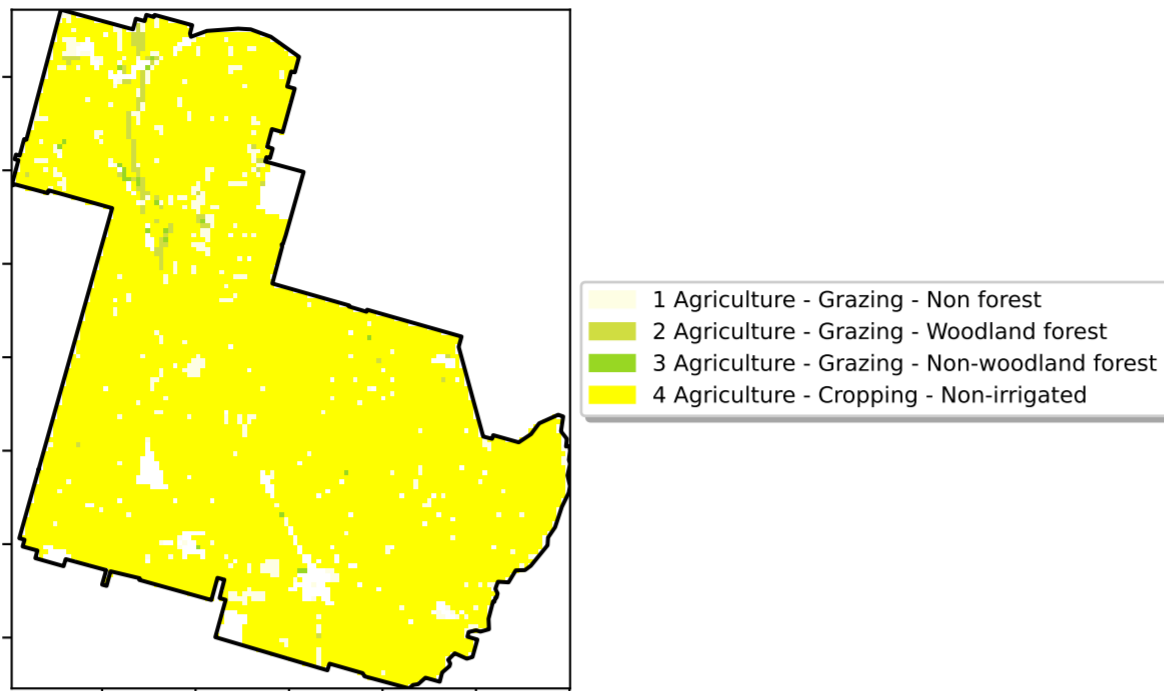 1 Agriculture - Grazing - Non forest
2 Agriculture - Grazing - Woodland forest
3 Agriculture - Grazing - Non-woodland forest
4 Agriculture - Cropping - Non-irrigated